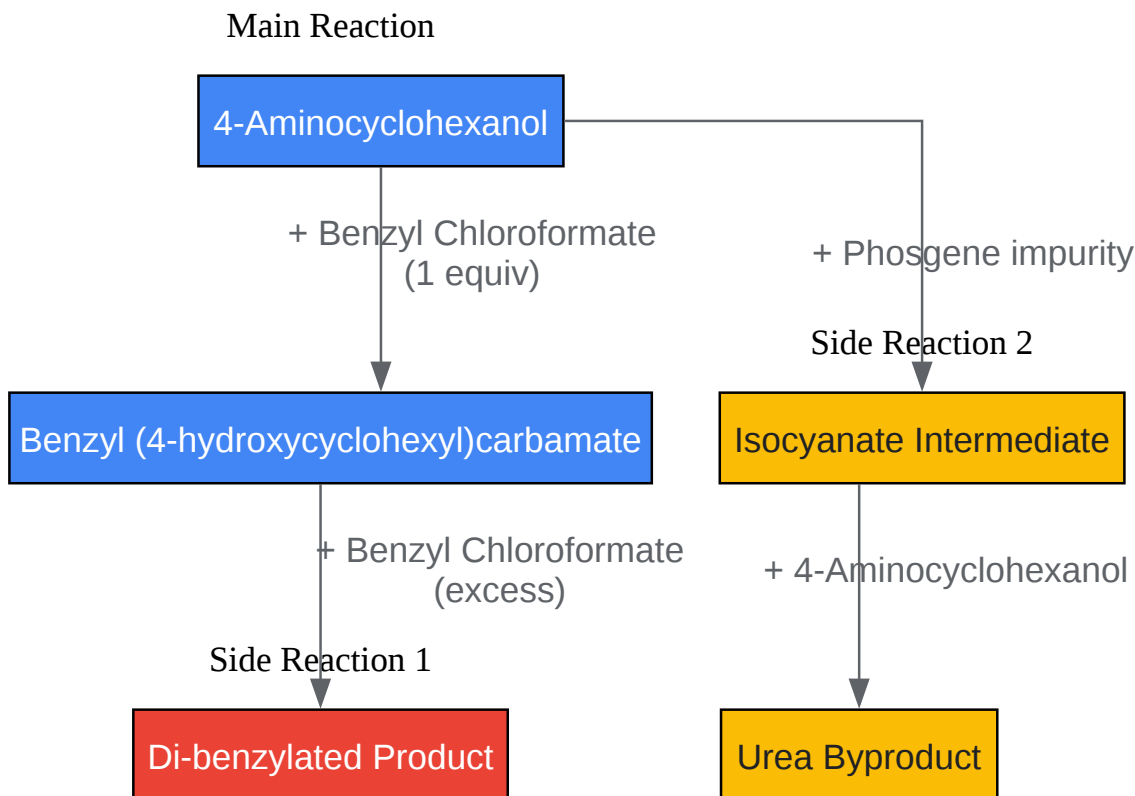 Main Reaction
4-Aminocyclohexanol
+ Benzyl Chloroformate
(1 equiv)
+ Phosgene impurity
Side Reaction 2
Benzyl (4-hydroxycyclohexyl)carbamate
Isocyanate Intermediate
+ Benzyl Chloroformate
(excess)
+ 4-Aminocyclohexanol
Side Reaction 1
Di-benzylated Product
Urea Byproduct